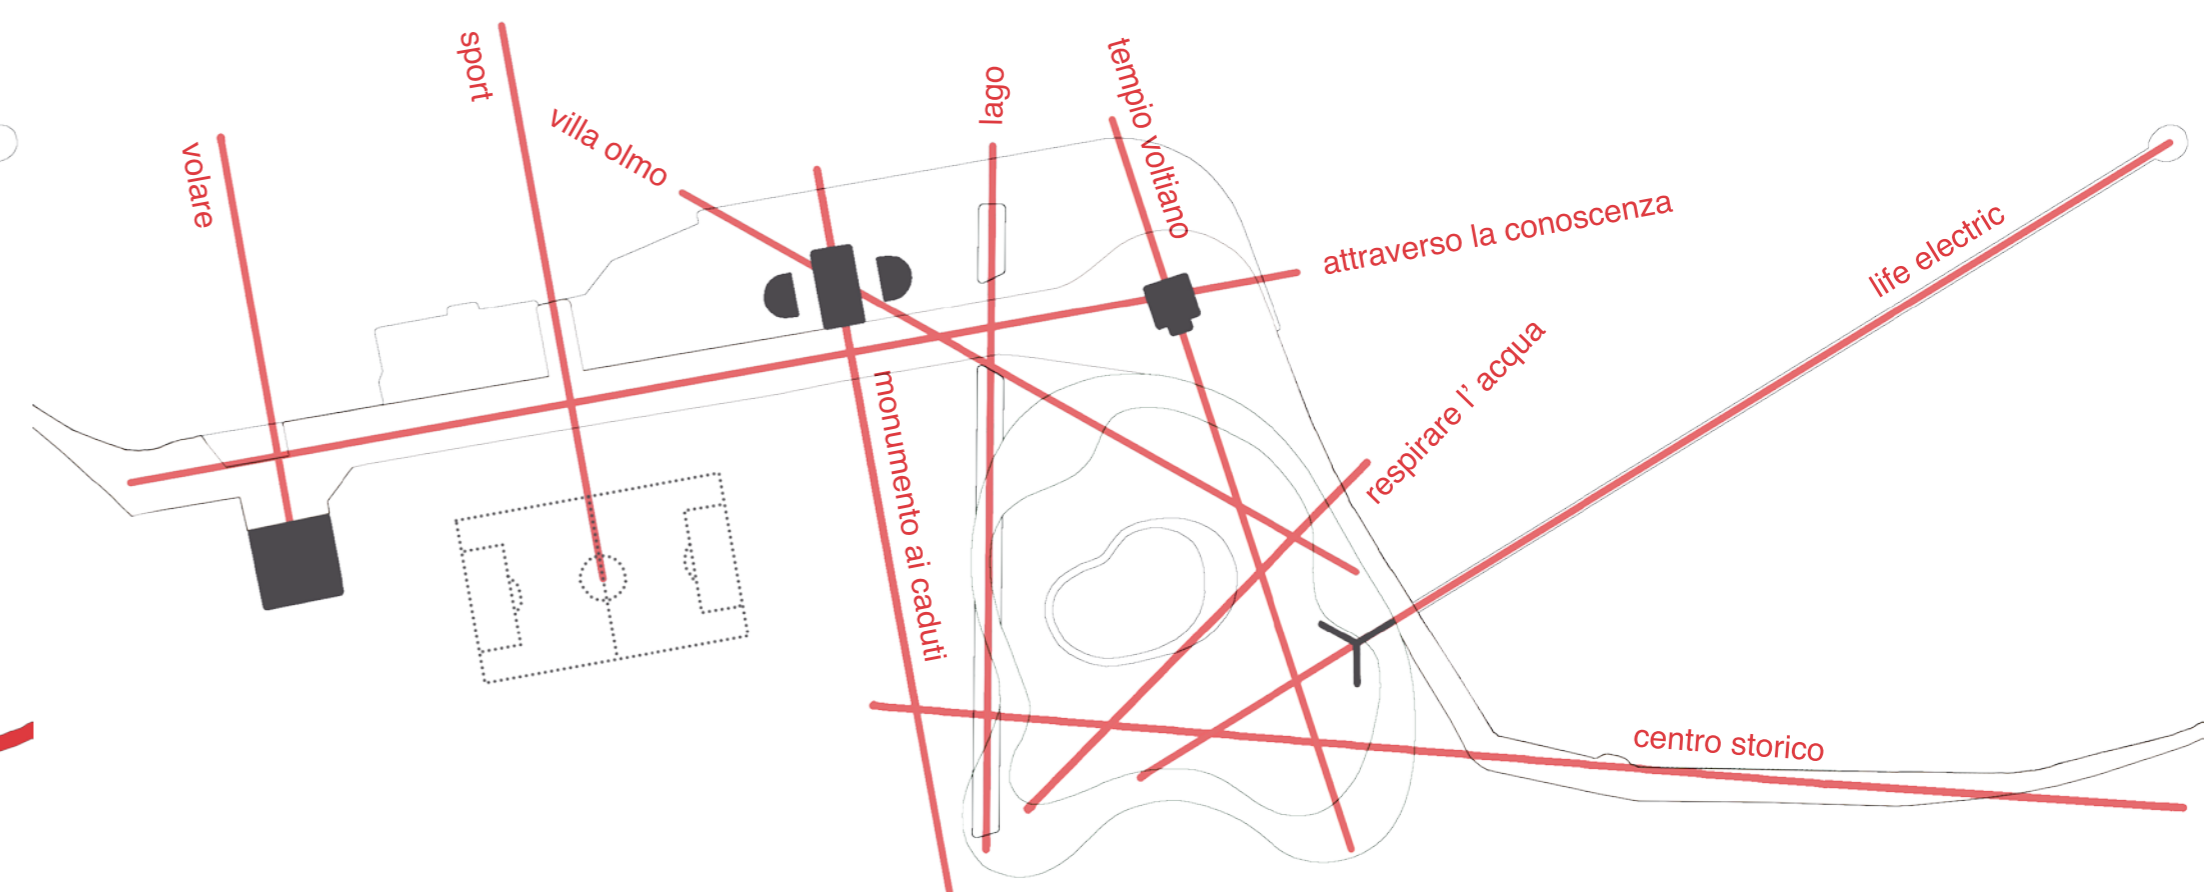 volare
sport
villa olmo
lago
tempio voltiano
attraverso la conoscenza
life electric
respirare l' acqua
monumento ai caduti
centro storico